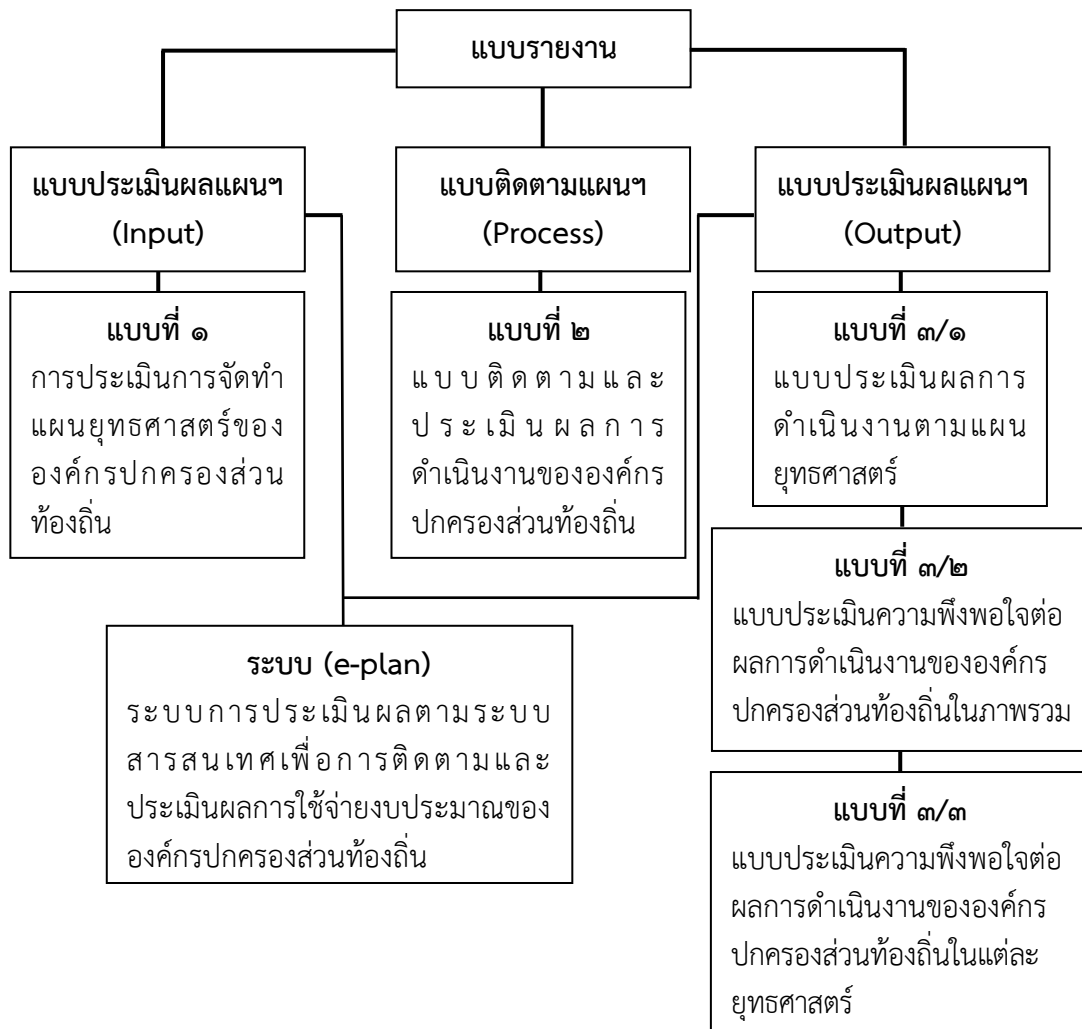 แบบรายงาน
แบบประเมินผลแผนฯ
(Input)
แบบติดตามแผนฯ
(Process)
แบบประเมินผลแผนฯ
(Output)
แบบที่ ๑
การประเมินการจัดทำ
แผนยุทธศาสตร์ของ
องค์กรปกครองส่วน
ท้องถิ่น
แบบที่ ๒
แบบติดตามและ
ประเมินผลการ
ดำเนินงานขององค์กร
ปกครองส่วนท้องถิ่น
แบบที่ ๓/๑
แบบประเมินผลการ
ดำเนินงานตามแผน
ยุทธศาสตร์
แบบที่ ๓/๒
แบบประเมินความพึงพอใจต่อ
ผลการดำเนินงานขององค์กร
ปกครองส่วนท้องถิ่นในภาพรวม
ระบบ (e-plan)
ระบบการประเมินผลตามระบบ
สารสนเทศเพื่อการติดตามและ
ประเมินผลการใช้จ่ายงบประมาณของ
องค์กรปกครองส่วนท้องถิ่น
แบบที่ ๓/๓
แบบประเมินความพึงพอใจต่อ
ผลการดำเนินงานขององค์กร
ปกครองส่วนท้องถิ่นในแต่ละ
ยุทธศาสตร์